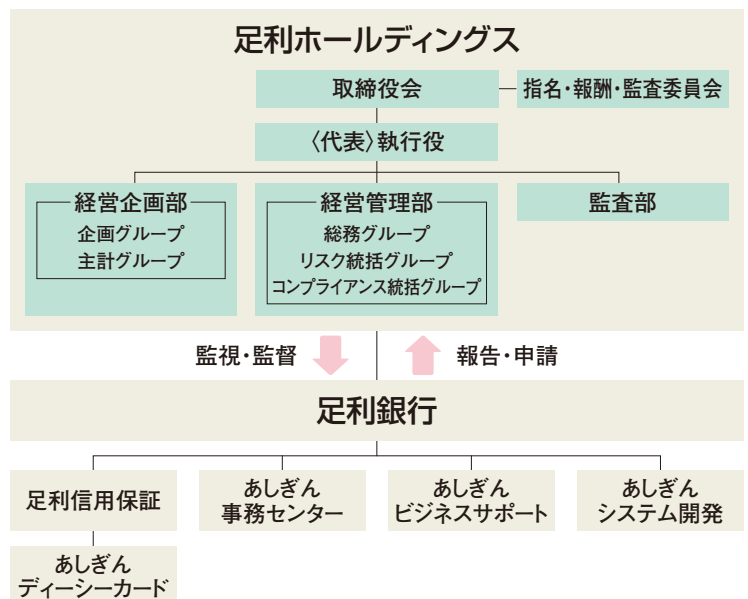 足利ホールディングス
取締役会
指名・報酬・監査委員会
〈代表〉執行役
経営企画部
企画グループ
主計グループ
経営管理部
総務グループ
リスク統括グループ
コンプライアンス統括グループ
監査部
監視・監督
報告・申請
足利銀行
足利信用保証
あしぎん
事務センター
あしぎん
ビジネスサポート
あしぎん
システム開発
あしぎん
ディーシーカード